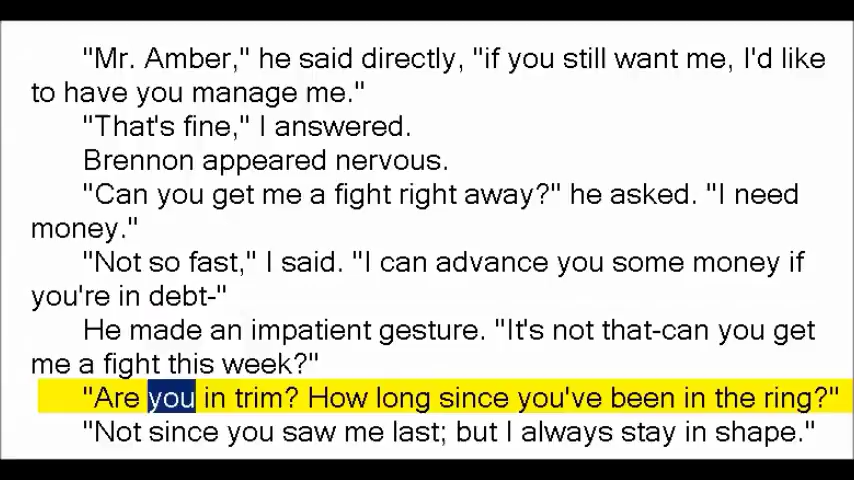 "Mr. Amber," he said directly, "if you still want me, I'd like
to have you manage me."
"That's fine," I answered.
Brennon appeared nervous.
"Can you get me a fight right away?" he asked. "I need
money."
"Not so fast," I said. "I can advance you some money if
you're in debt-"
He made an impatient gesture. "It's not that-can you get
me a fight this week?"
"Are you in trim? How long since you've been in the ring?"
"Not since you saw me last; but I always stay in shape."